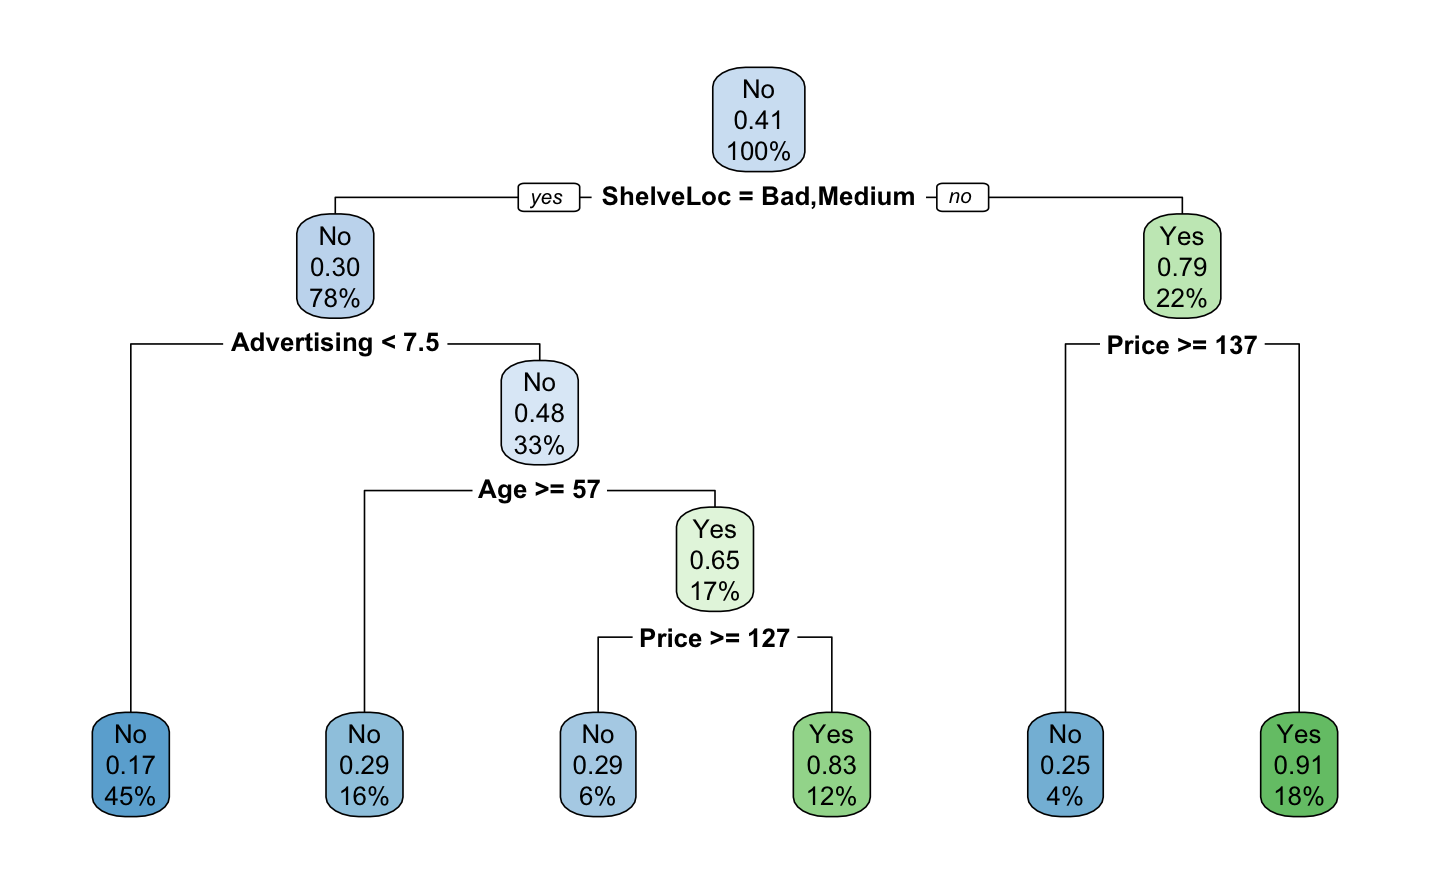 No
0.41
100%
yes ShelveLoc = Bad,Medium no
No
0.30
78%
Yes
0.79
22%
Advertising < 7.5
Price >= 137
No
0.48
33%
Age >= 57
Yes
0.65
17%
Price >= 127
No
0.17
45%
No
0.29
16%
No
0.29
6%
Yes
0.83
12%
No
0.25
4%
Yes
0.91
18%